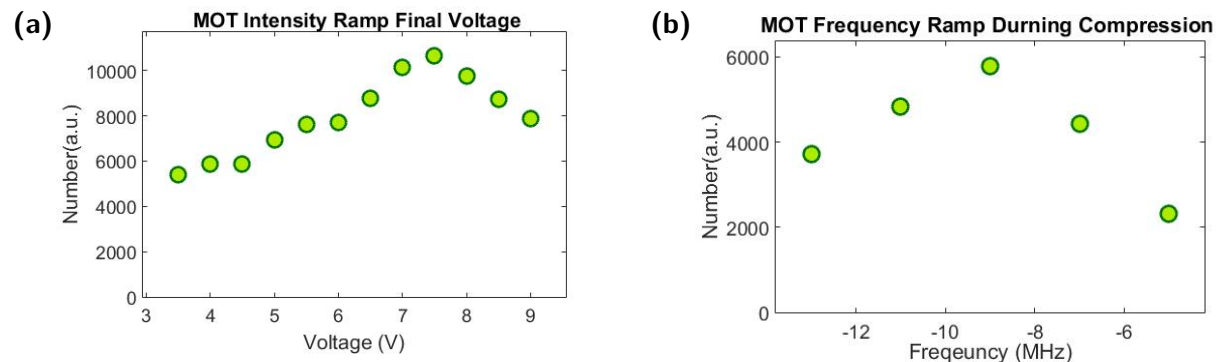 (a)
MOT Intensity Ramp Final Voltage
10000
8000
6000
4000
2000
0
Number(a.u.)
3 4 5 6 7 8 9
Voltage (V)
(b)
MOT Frequency Ramp Durning Compression
6000
4000
2000
0
Number(a.u.)
-12 -10 -8 -6
Freqeuncy (MHz)